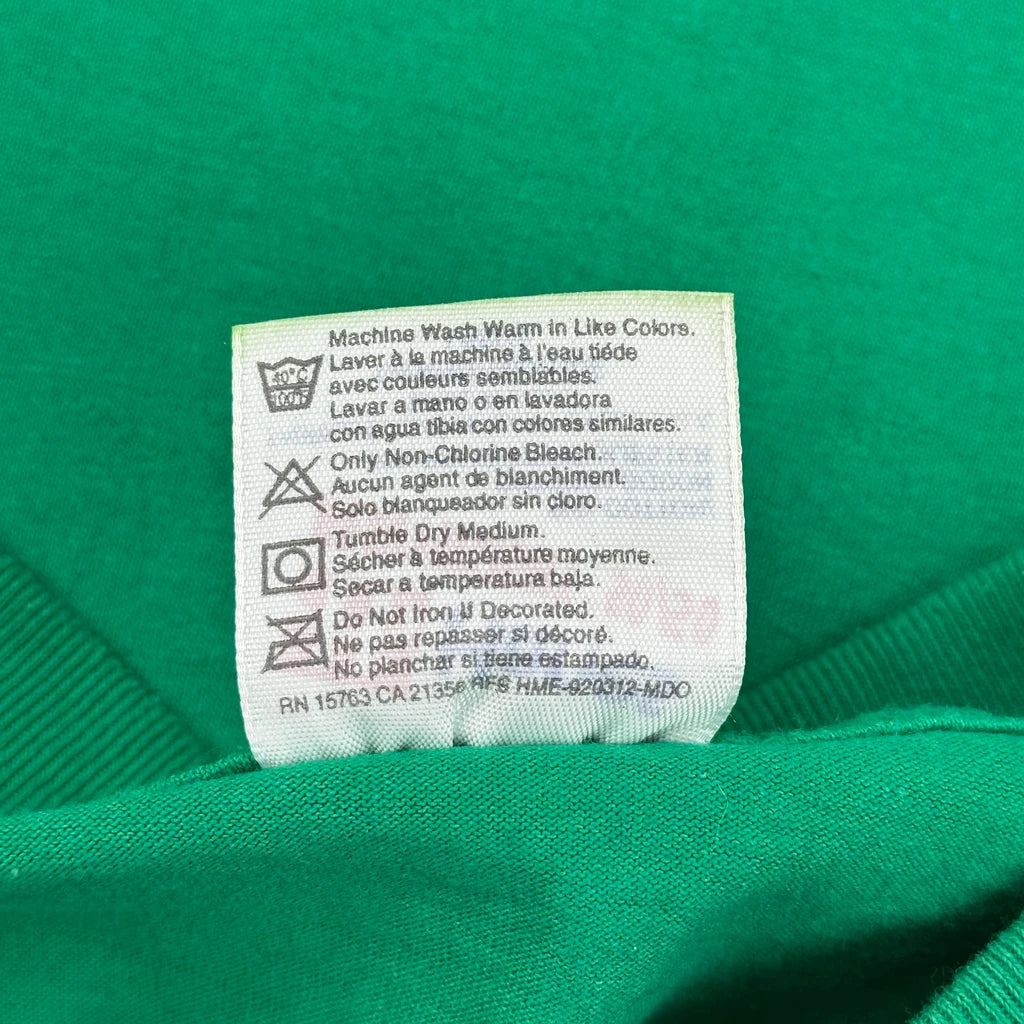 Machine Wash Warm in Like Colors.
40°C
100°F
Laver à la machine à l'eau tiéde
avec couleurs semblables.
Lavar a mano o en lavadora
con agua tibia con colores similares.
Only Non-Chlorine Bleach.
Aucun agent de blanchiment.
Solo blanqueador sin cloro.
Tumble Dry Medium.
Sécher à température moyenne.
Secar a temperatura baja.
Do Not Iron If Decorated.
Ne pas repasser si décoré.
No planchar si tiene estampado.
RN 15763 CA 21356 RFS HME-920312-MDO